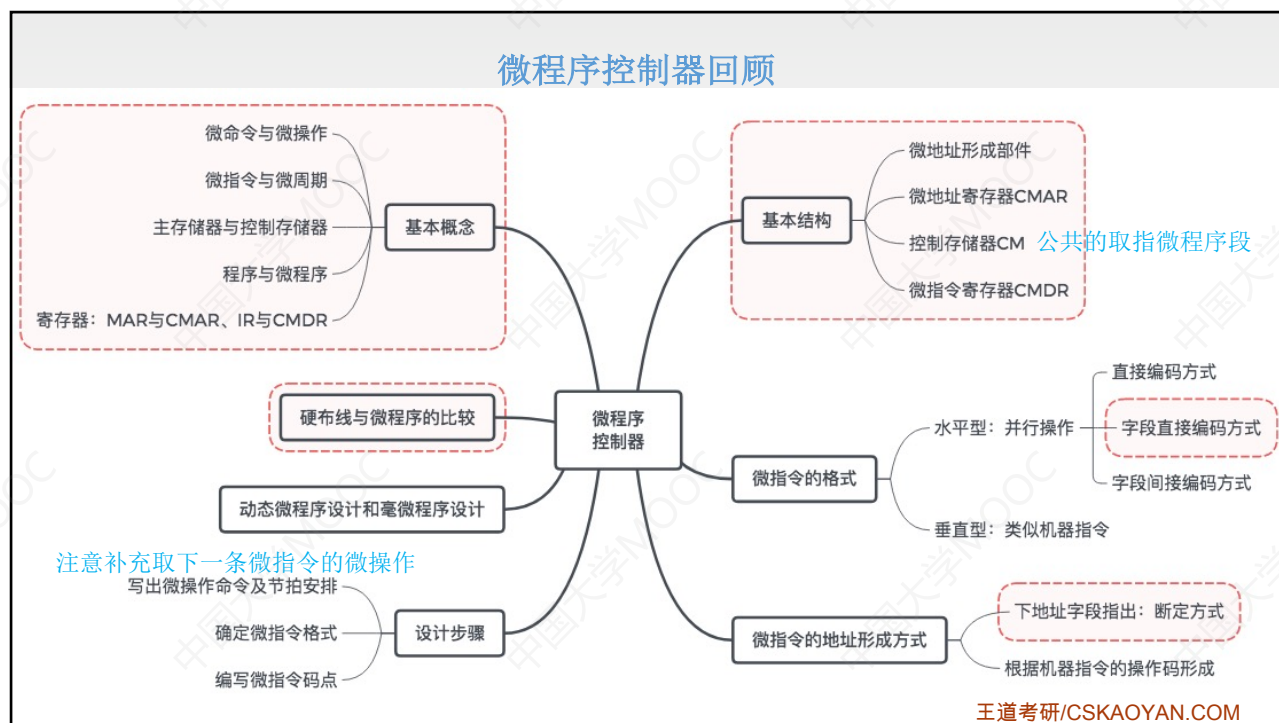 微程序控制器回顾
微命令与微操作
微指令与微周期
主存储器与控制存储器
程序与微程序
寄存器：MAR与CMAR、IR与CMDR
基本概念
硬布线与微程序的比较
动态微程序设计和毫微程序设计
注意补充取下一条微指令的微操作
写出微操作命令及节拍安排
确定微指令格式
编写微指令码点
设计步骤
微程序
控制器
基本结构
微地址形成部件
微地址寄存器CMAR
控制存储器CM 公共的取指微程序段
微指令寄存器CMDR
微指令的格式
水平型：并行操作
直接编码方式
字段直接编码方式
字段间接编码方式
垂直型：类似机器指令
微指令的地址形成方式
下地址字段指出：断定方式
根据机器指令的操作码形成
王道考研/CSKAOYAN.COM
中国大学MOOC